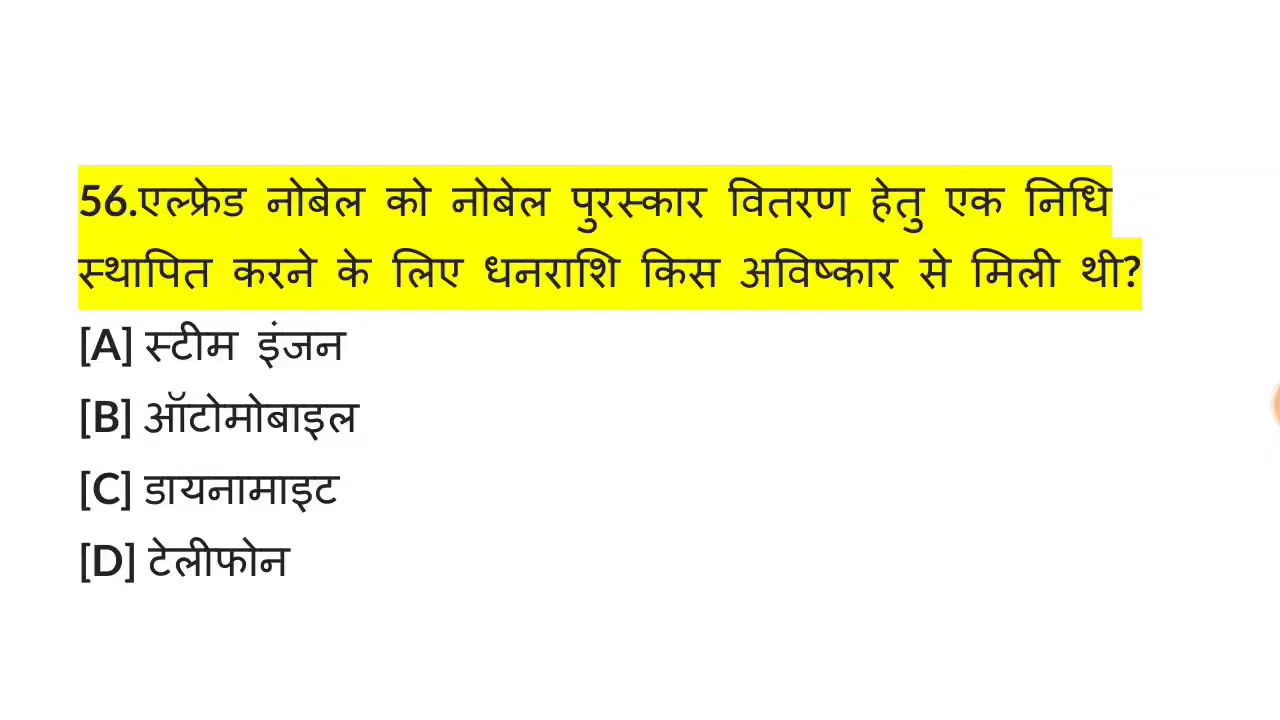 56.एल्फ्रेड नोबेल को नोबेल पुरस्कार वितरण हेतु एक निधि
स्थापित करने के लिए धनराशि किस अविष्कार से मिली थी?
[A] स्टीम इंजन
[B] ऑटोमोबाइल
[C] डायनामाइट
[D] टेलीफोन